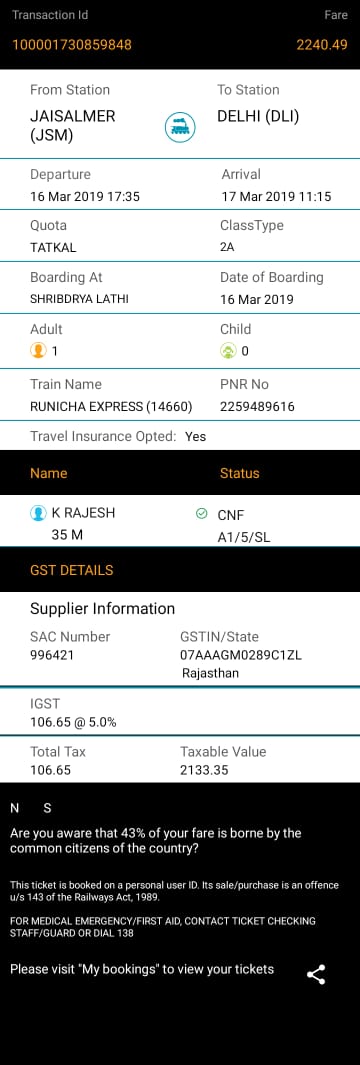 Transaction Id Fare
100001730859848 2240.49
From Station To Station
JAISALMER DELHI (DLI)
(JSM)
Departure Arrival
16 Mar 2019 17:35 17 Mar 2019 11:15
Quota ClassType
TATKAL 2A
Boarding At Date of Boarding
SHRIBDRYA LATHI 16 Mar 2019
Adult Child
1 0
Train Name PNR No
RUNICHA EXPRESS (14660) 2259489616
Travel Insurance Opted: Yes
Name Status
K RAJESH CNF
35 M A1/5/SL
GST DETAILS
Supplier Information
SAC Number GSTIN/State
996421 07AAAGM0289C1ZL
Rajasthan
IGST
106.65 @ 5.0%
Total Tax Taxable Value
106.65 2133.35
N S
Are you aware that 43% of your fare is borne by the
common citizens of the country?
This ticket is booked on a personal user ID. Its sale/purchase is an offence
u/s 143 of the Railways Act, 1989.
FOR MEDICAL EMERGENCY/FIRST AID, CONTACT TICKET CHECKING
STAFF/GUARD OR DIAL 138
Please visit "My bookings" to view your tickets